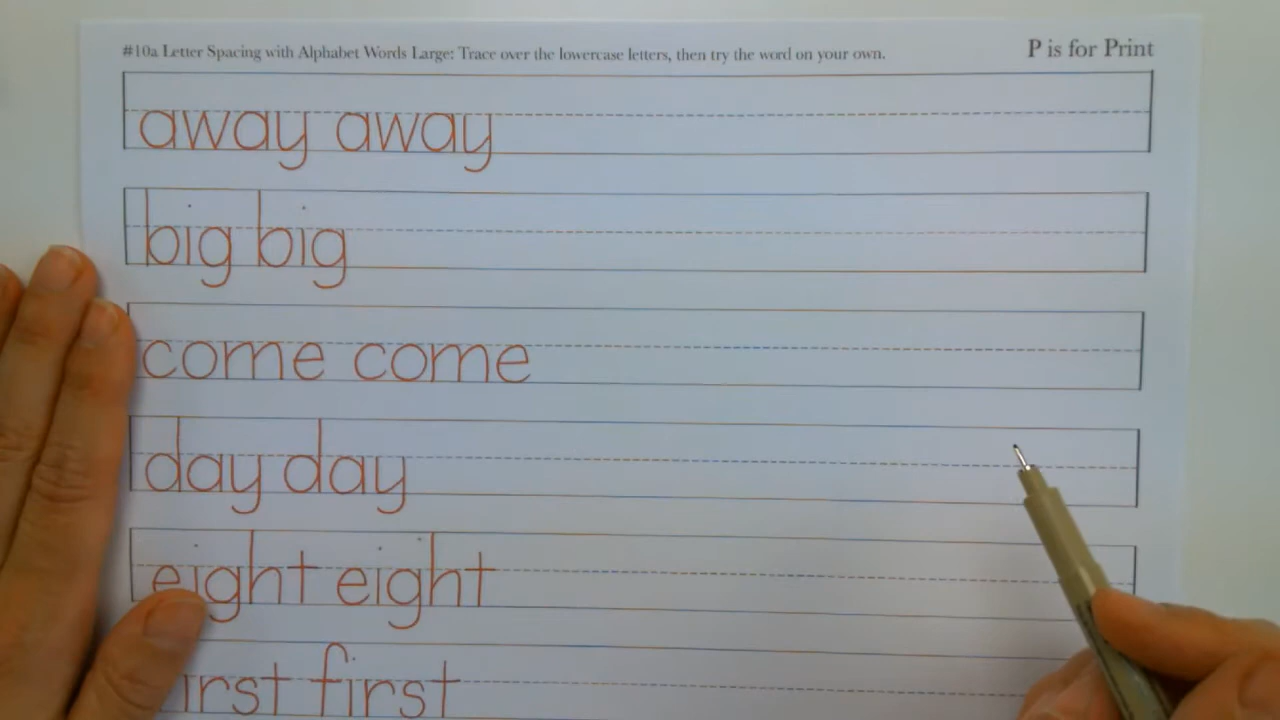 #10a Letter Spacing with Alphabet Words Large: Trace over the lowercase letters, then try the word on your own. P is for Print
away away
big big
come come
day day
eight eight
first